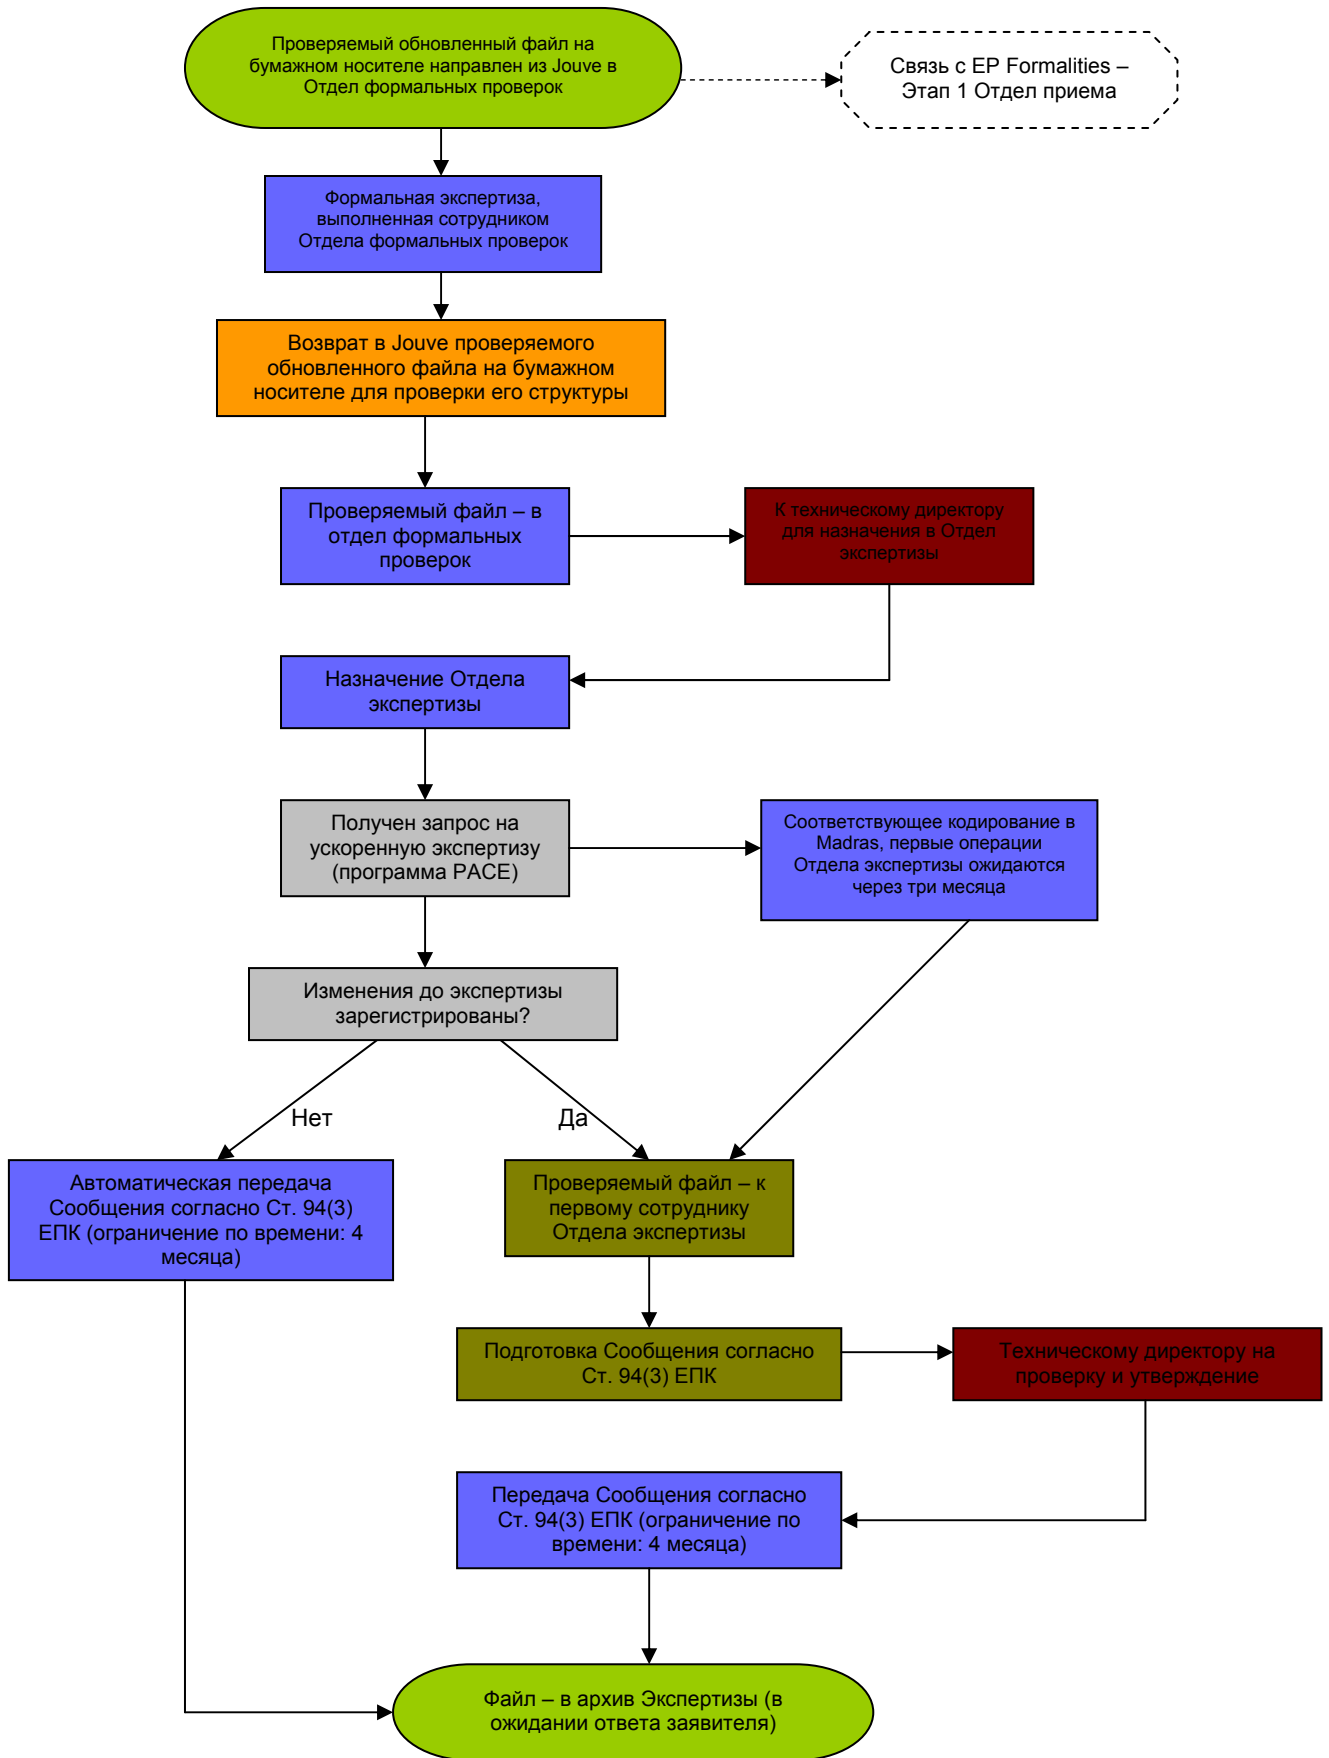 Проверяемый обновленный файл на
бумажном носителе направлен из Jouve в
Отдел формальных проверок
Связь с EP Formalities –
Этап 1 Отдел приема
Формальная экспертиза,
выполненная сотрудником
Отдела формальных проверок
Возврат в Jouve проверяемого
обновленного файла на бумажном
носителе для проверки его структуры
Проверяемый файл – в
отдел формальных
проверок
К техническому директору
для назначения в Отдел
экспертизы
Назначение Отдела
экспертизы
Получен запрос на
ускоренную экспертизу
(программа PACE)
Соответствующее кодирование в
Madras, первые операции
Отдела экспертизы ожидаются
через три месяца
Изменения до экспертизы
зарегистрированы?
Нет
Да
Автоматическая передача
Сообщения согласно Ст. 94(3)
ЕПК (ограничение по времени: 4
месяца)
Проверяемый файл – к
первому сотруднику
Отдела экспертизы
Подготовка Сообщения согласно
Ст. 94(3) ЕПК
Техническому директору на
проверку и утверждение
Передача Сообщения согласно
Ст. 94(3) ЕПК (ограничение по
времени: 4 месяца)
Файл – в архив Экспертизы (в
ожидании ответа заявителя)